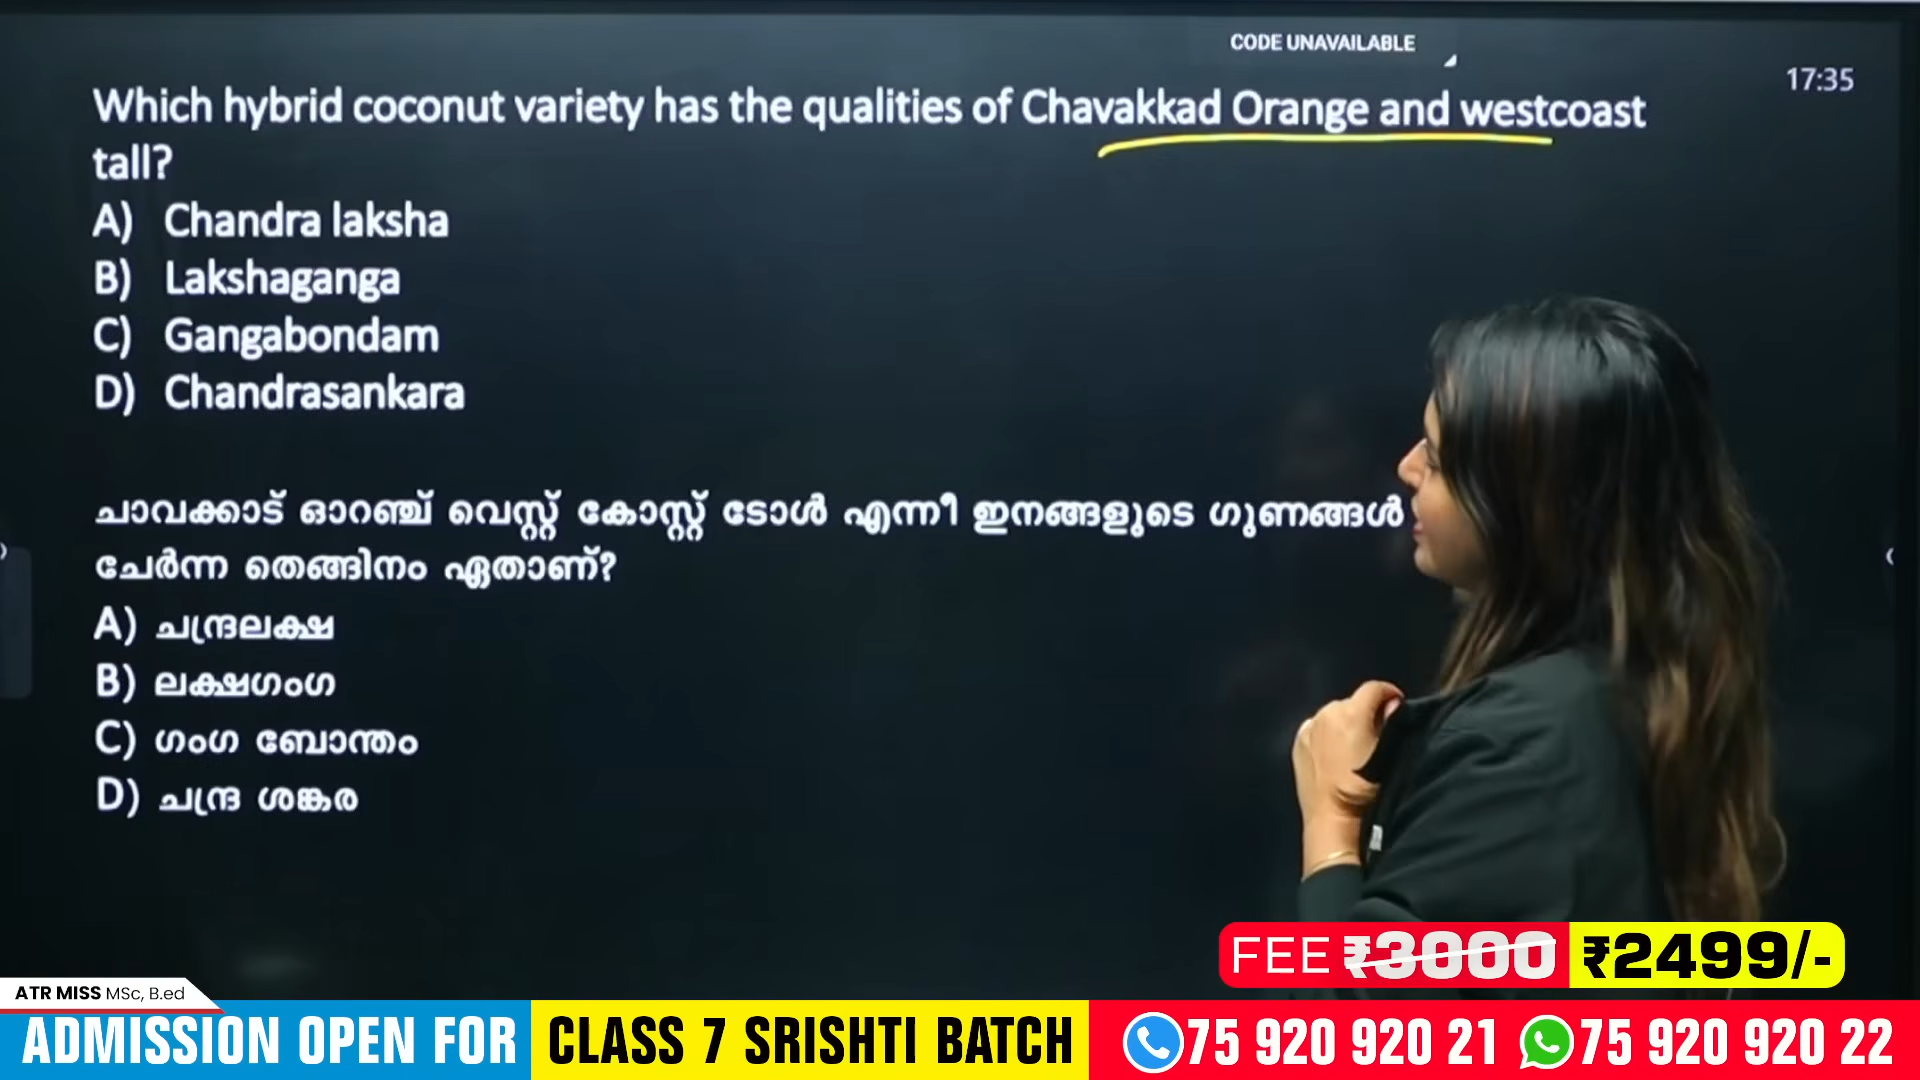 CODE UNAVAILABLE
17:35
Which hybrid coconut variety has the qualities of Chavakkad Orange and westcoast
tall?
A) Chandra laksha
B) Lakshaganga
C) Gangabondam
D) Chandrasankara
ചാവക്കാട് ഓറഞ്ച് വെസ്റ്റ് കോസ്റ്റ് ടോൾ എന്നീ ഇനങ്ങളുടെ ഗുണങ്ങൾ
ചേർന്ന തെങ്ങിനം ഏതാണ്?
A) ചന്ദ്രലക്ഷ
B) ലക്ഷഗംഗ
C) ഗംഗ ബോന്തം
D) ചന്ദ്ര ശങ്കര
FEE ₹3000 ₹2499/-
ATR MISS MSc, B.ed
ADMISSION OPEN FOR CLASS 7 SRISHTI BATCH 75 920 920 21 75 920 920 22